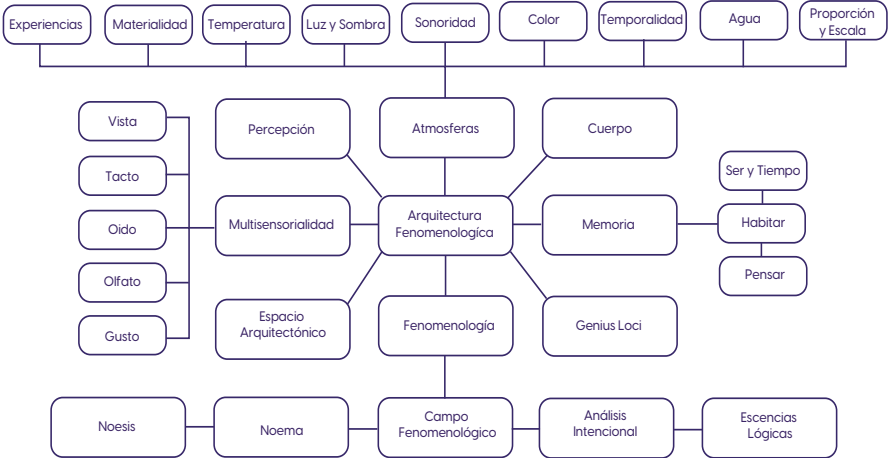 Experiencias
Materialidad
Temperatura
Luz y Sombra
Sonoridad
Color
Temporalidad
Agua
Proporción
y Escala
Vista
Tacto
Oido
Olfato
Gusto
Percepción
Atmosferas
Cuerpo
Multisensorialidad
Arquitectura
Fenomenologíca
Memoria
Ser y Tiempo
Habitar
Pensar
Espacio
Arquitectónico
Fenomenología
Genius Loci
Noesis
Noema
Campo
Fenomenológico
Análisis
Intencional
Escencias
Lógicas